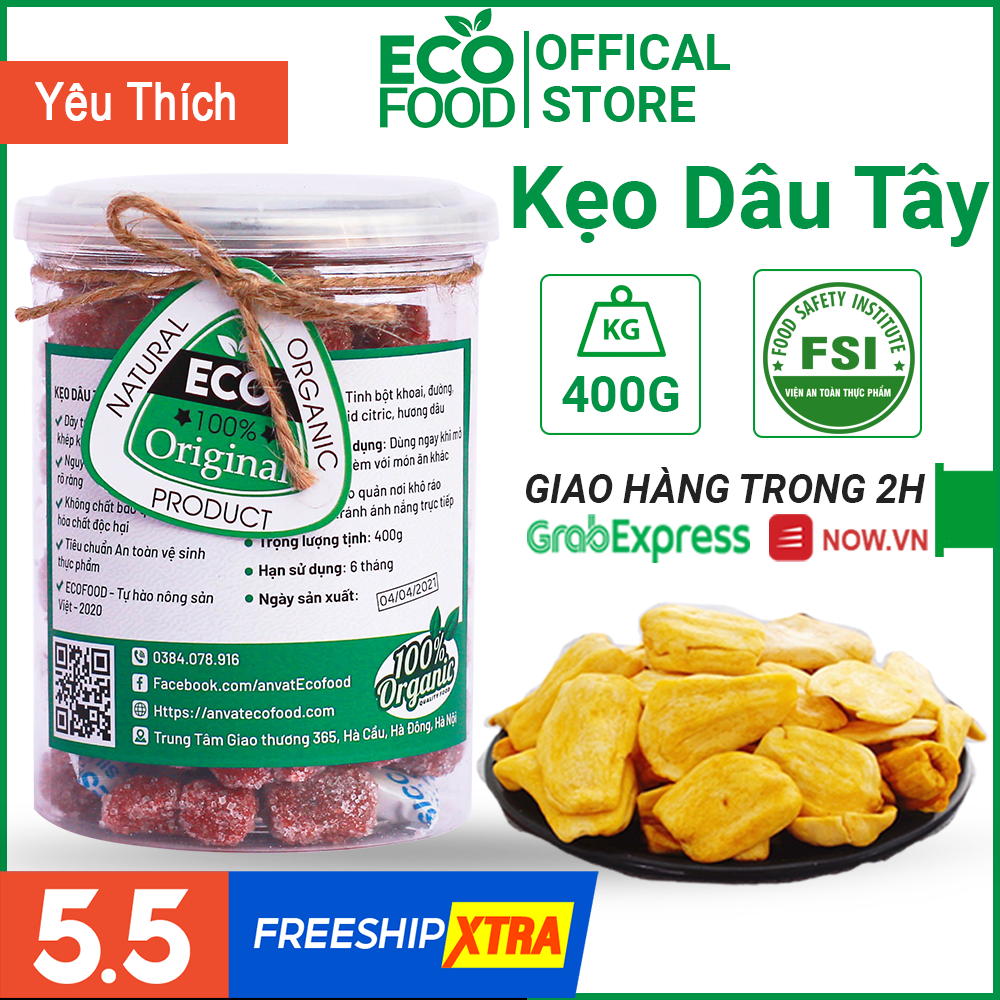 Yêu Thích
ECO
FOOD
OFFICAL
STORE
Kẹo Dâu Tây
KG
400G
FOOD SAFETY INSTITUTE
FSI
VIỆN AN TOÀN THỰC PHẨM
GIAO HÀNG TRONG 2H
GrabExpress
NOW.VN
NATURAL
ORGANIC
ECO
100%
Original
PRODUCT
KẸO DÂU
khép
rõ ràng
Không chất
hóa chất độc hại
Tiêu chuẩn An toàn vệ sinh
thực phẩm
ECOFOOD - Tự hào nông sản
Việt - 2020
Tinh bột khoai, đường,
citric, hương dâu
dụng: Dùng ngay khi mở
với món ăn khác
quản nơi khô ráo
tránh ánh nắng trực tiếp
Trọng lượng tịnh: 400g
Hạn sử dụng: 6 tháng
Ngày sản xuất: 04/04/2021
0384.078.916
Facebook.com/anvatEcofood
Https://anvatecofood.com
Trung Tâm Giao thương 365, Hà Cầu, Hà Đông, Hà Nội
100%
Organic
QUALITY FOOD
5.5
FREESHIP XTRA